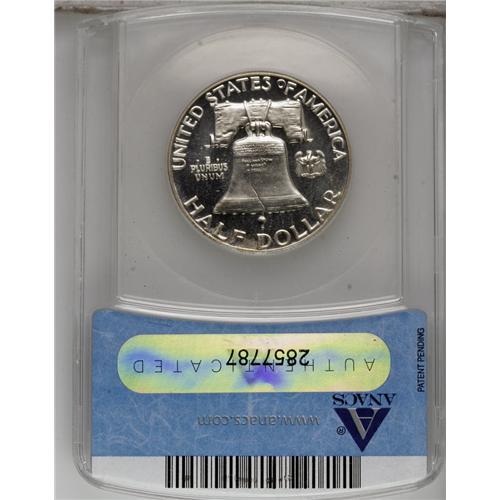 UNITED STATES OF AMERICA
E
PLURIBUS
UNUM
HALF DOLLAR
2857787
AUTHENTICATED
PATENT PENDING
ANACS
®
www.anacs.com